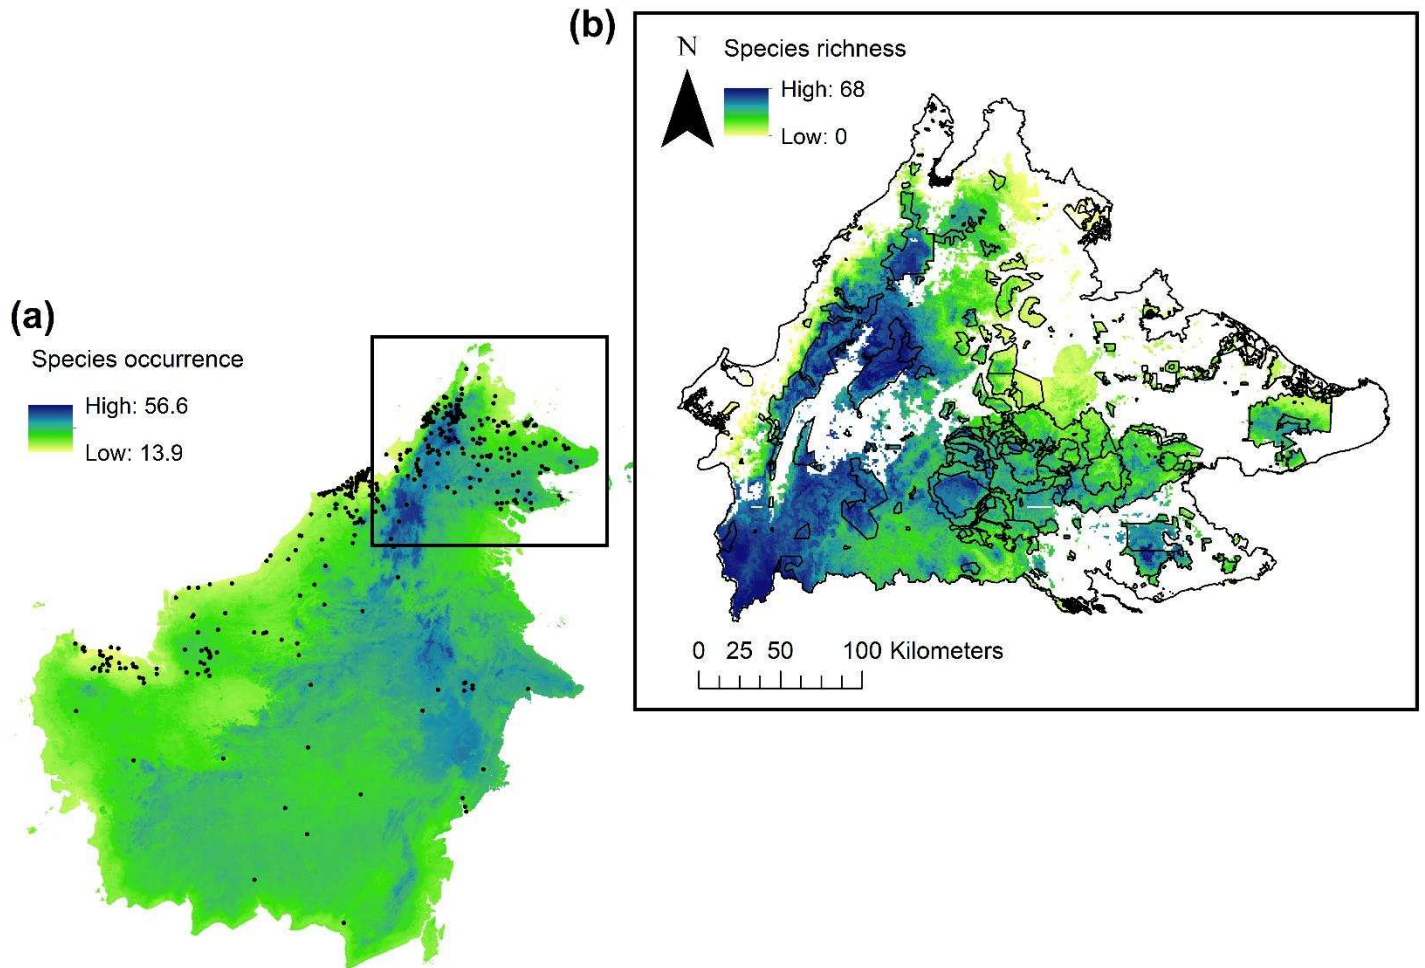 (b)
N
Species richness
High: 68
Low: 0
(a)
Species occurrence
High: 56.6
Low: 13.9
0 25 50 100 Kilometers